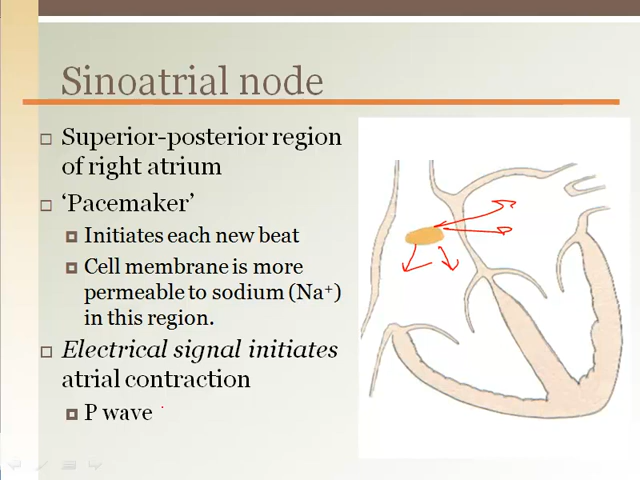 Sinoatrial node
Superior-posterior region
of right atrium
‘Pacemaker’
Initiates each new beat
Cell membrane is more
permeable to sodium (Na⁺)
in this region.
Electrical signal initiates
atrial contraction
P wave